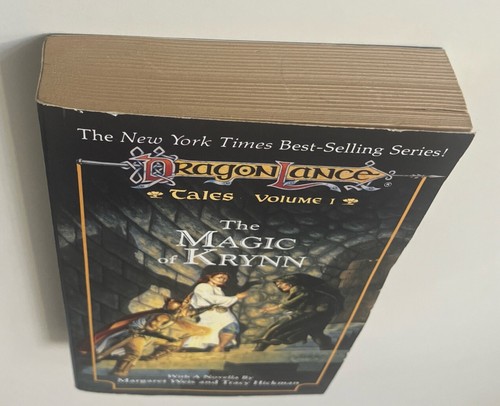 The New York Times Best-Selling Series!
DRAGONLANCE
Tales VOLUME 1
The
MAGIC
of KRYNN
With A Novella By
Margaret Weis and Tracy Hickman